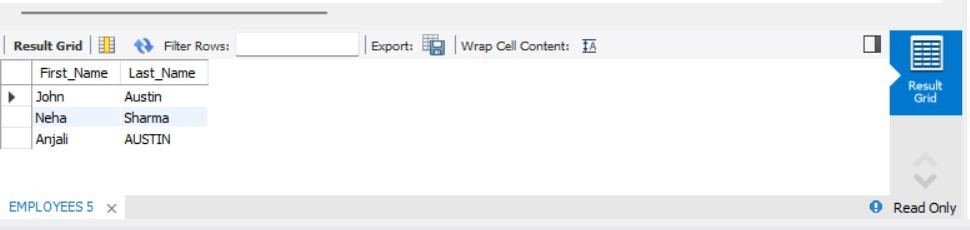 Result Grid Filter Rows: Export: Wrap Cell Content: IA
First_Name Last_Name
John Austin
Neha Sharma
Anjali AUSTIN
Result
Grid
EMPLOYEES 5 Read Only